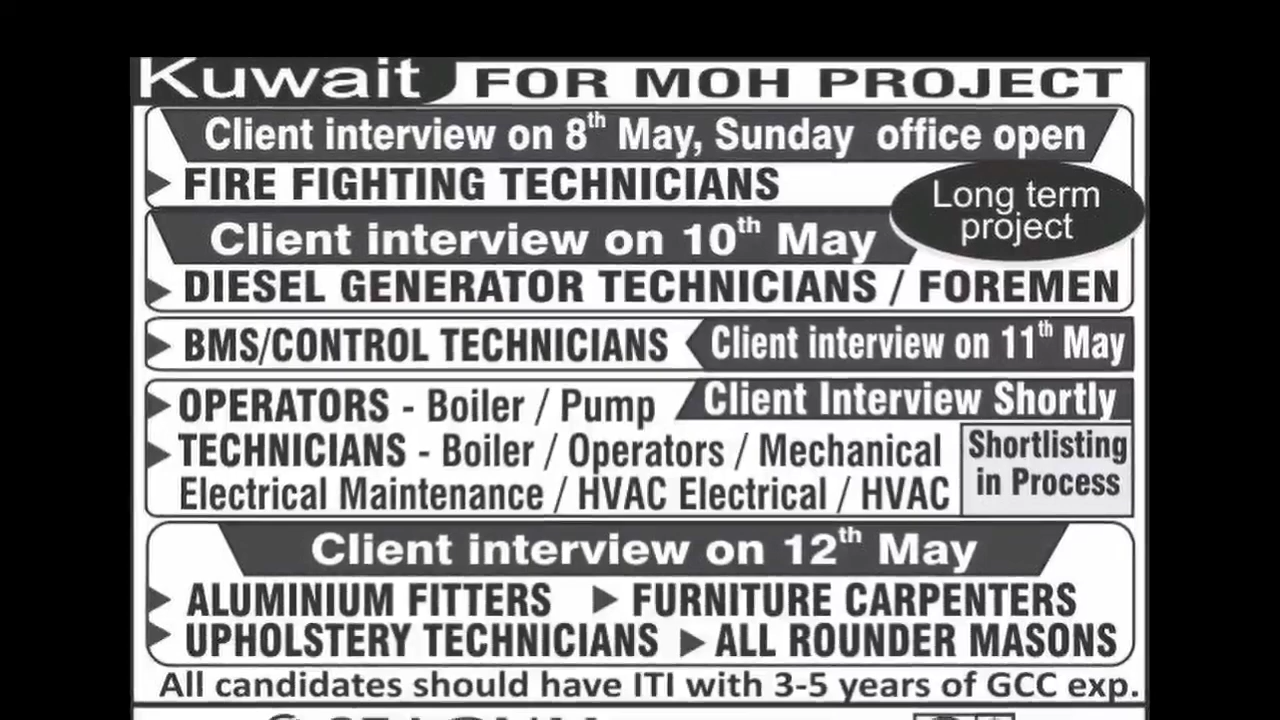 Kuwait FOR MOH PROJECT
Client interview on 8th May, Sunday office open
FIRE FIGHTING TECHNICIANS
Long term
project
Client interview on 10th May
DIESEL GENERATOR TECHNICIANS / FOREMEN
BMS/CONTROL TECHNICIANS Client interview on 11th May
OPERATORS - Boiler / Pump Client Interview Shortly
TECHNICIANS - Boiler / Operators / Mechanical
Electrical Maintenance / HVAC Electrical / HVAC
Shortlisting
in Process
Client interview on 12th May
ALUMINIUM FITTERS FURNITURE CARPENTERS
UPHOLSTERY TECHNICIANS ALL ROUNDER MASONS
All candidates should have ITI with 3-5 years of GCC exp.